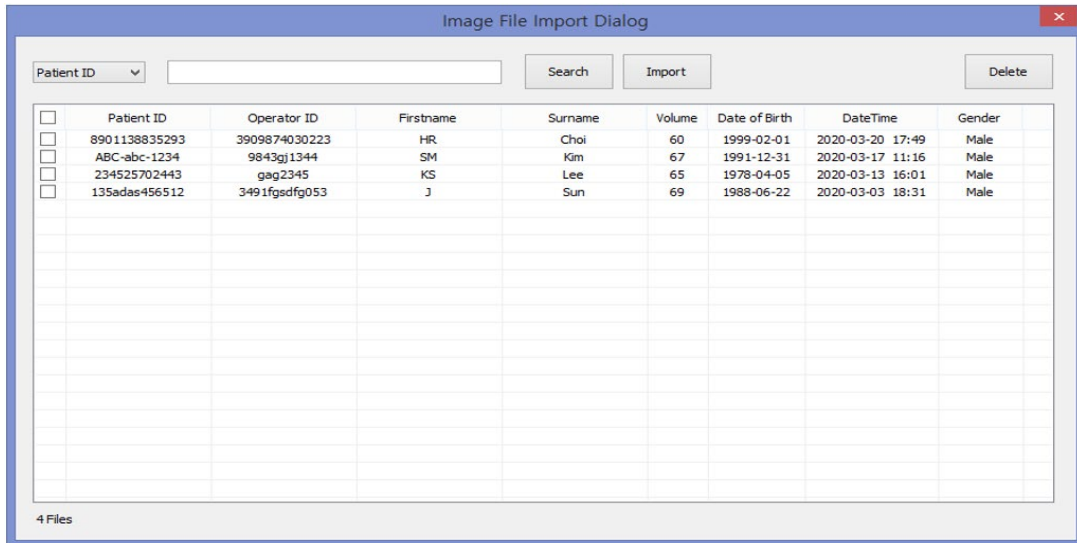 Image File Import Dialog
Patient ID Search Import Delete
Patient ID Operator ID Firstname Surname Volume Date of Birth DateTime Gender
8901138835293 3909874030223 HR Choi 60 1999-02-01 2020-03-20 17:49 Male
ABC-abc-1234 9843gj1344 SM Kim 67 1991-12-31 2020-03-17 11:16 Male
234525702443 gag2345 KS Lee 65 1978-04-05 2020-03-13 16:01 Male
135adas456512 3491fgsdfg053 J Sun 69 1988-06-22 2020-03-03 18:31 Male
4 Files